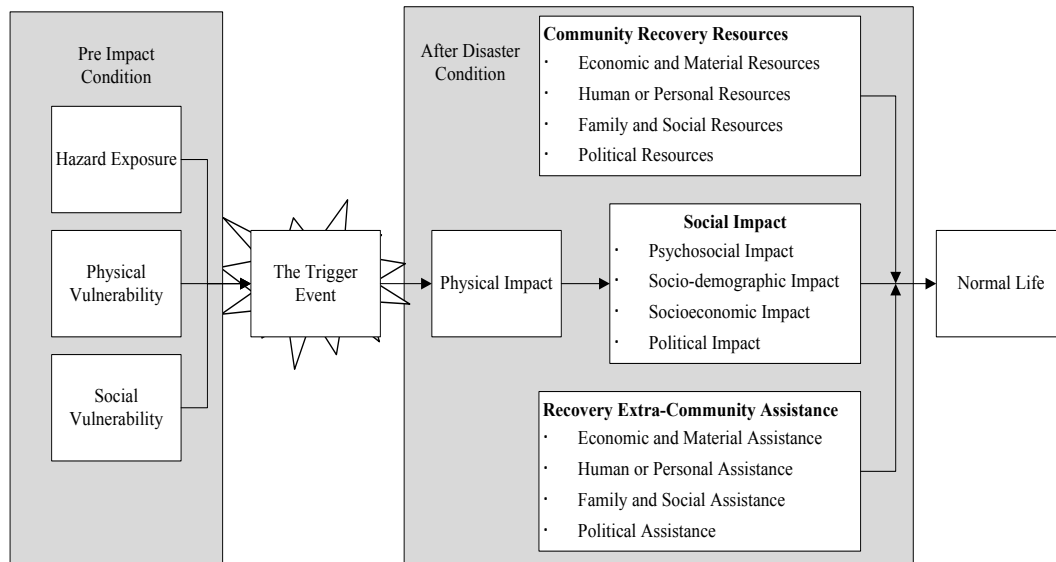 Pre Impact
Condition
Hazard Exposure
Physical
Vulnerability
Social
Vulnerability
The Trigger
Event
After Disaster
Condition
Physical Impact
Community Recovery Resources
· Economic and Material Resources
· Human or Personal Resources
· Family and Social Resources
· Political Resources
Social Impact
· Psychosocial Impact
· Socio-demographic Impact
· Socioeconomic Impact
· Political Impact
Recovery Extra-Community Assistance
· Economic and Material Assistance
· Human or Personal Assistance
· Family and Social Assistance
· Political Assistance
Normal Life